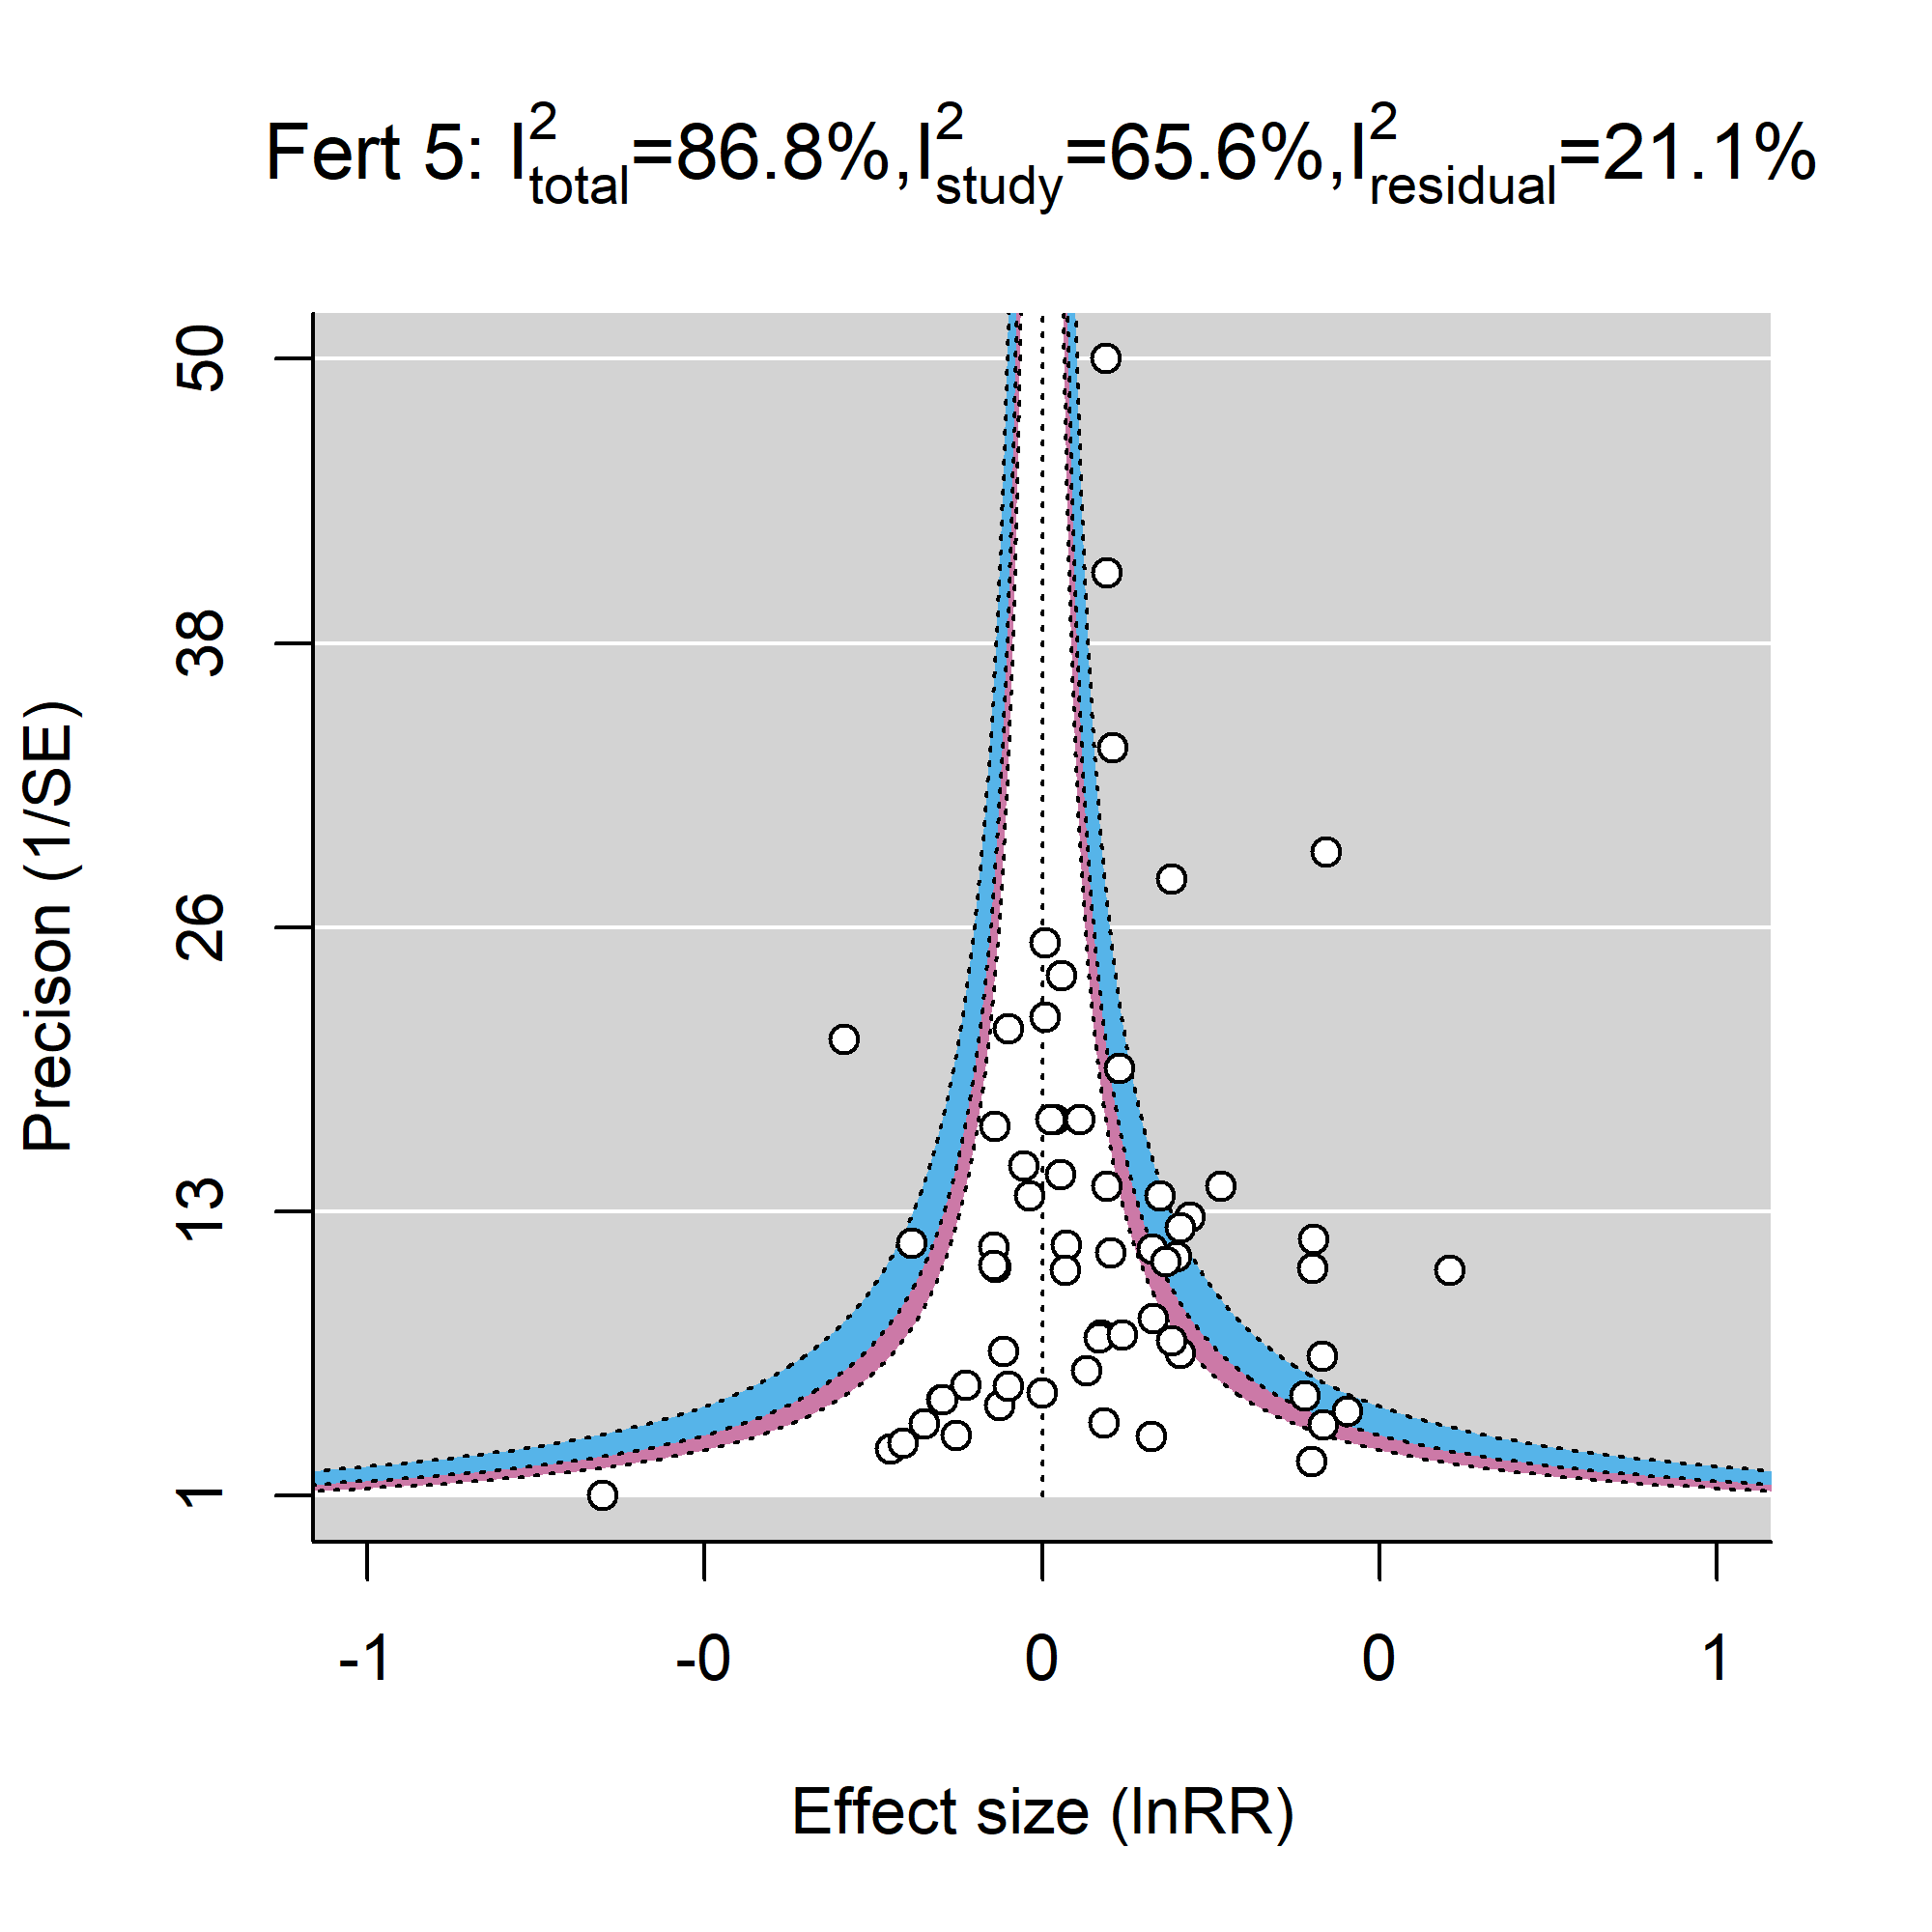 Fert 5: I²total=86.8%,I²study=65.6%,I²residual=21.1%
50
38
26
13
1
Precison (1/SE)
-1 -0 0 0 1
Effect size (lnRR)